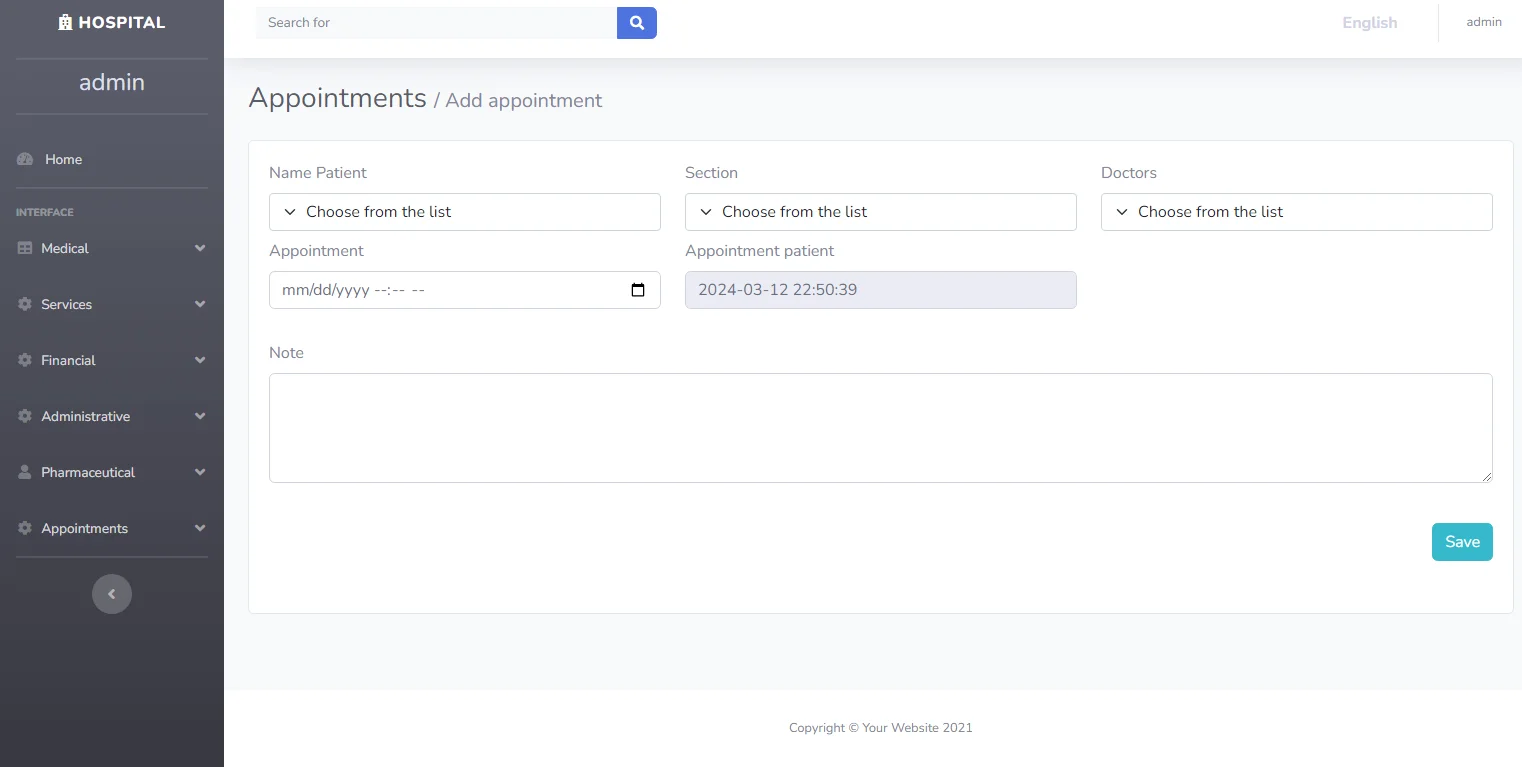 HOSPITAL
Search for
English
admin
admin
Appointments / Add appointment
Home
INTERFACE
Medical
Services
Financial
Administrative
Pharmaceutical
Appointments
Name Patient
Section
Doctors
Choose from the list
Choose from the list
Choose from the list
Appointment
Appointment patient
mm/dd/yyyy --:-- --
2024-03-12 22:50:39
Note
Save
Copyright © Your Website 2021